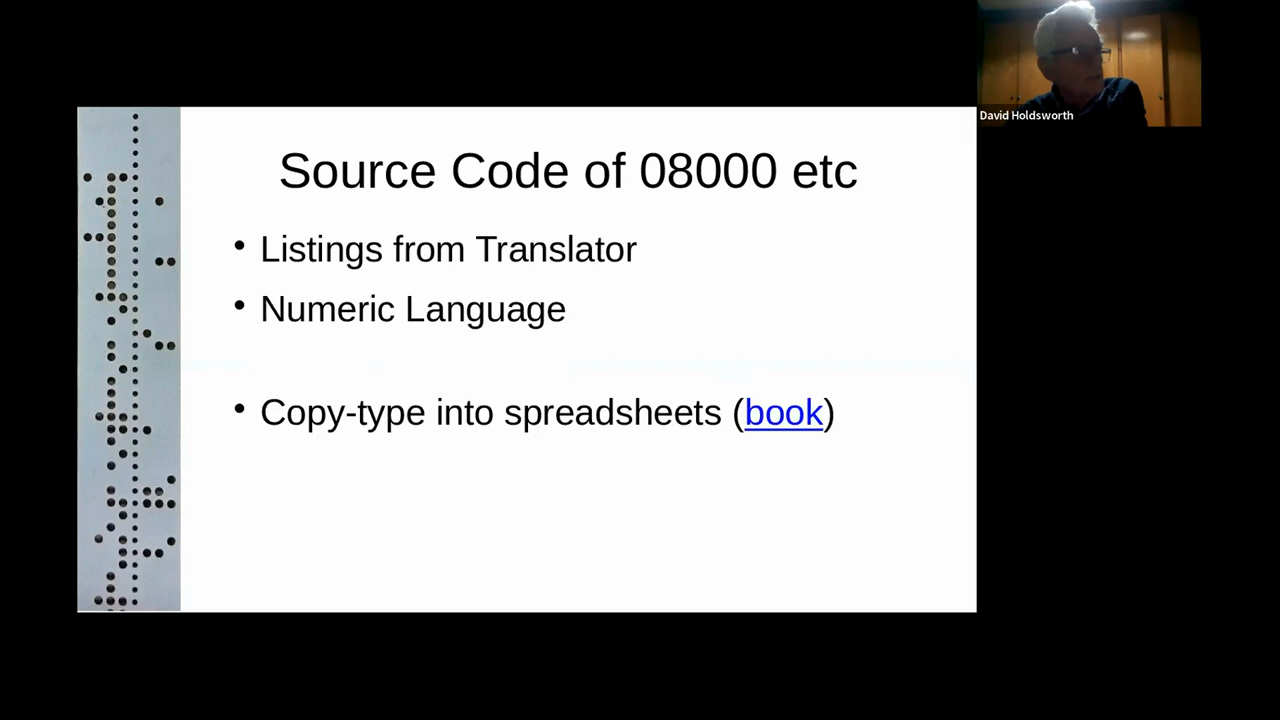 Source Code of 08000 etc
• Listings from Translator
• Numeric Language
• Copy-type into spreadsheets (book)
David Holdsworth